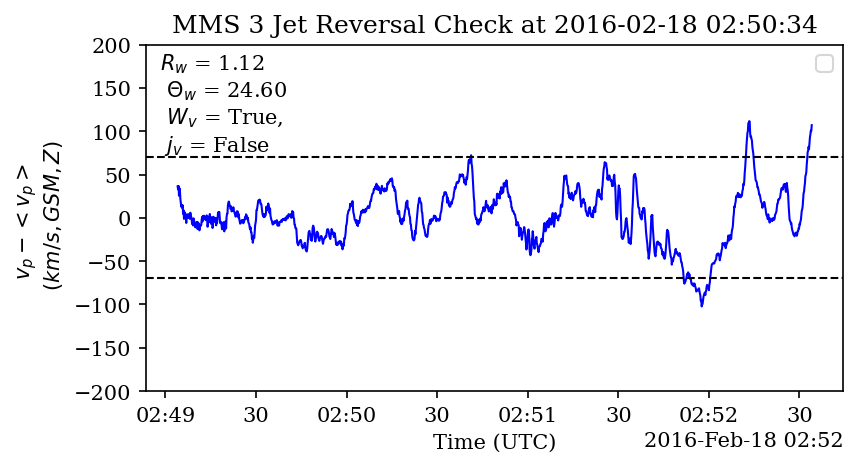 MMS 3 Jet Reversal Check at 2016-02-18 02:50:34
R_w = 1.12
Θ_w = 24.60
W_v = True,
j_v = False
v_p − < v_p >
(km/s, GSM, Z)
200
150
100
50
0
−50
−100
−150
−200
02:49 30 02:50 30 02:51 30 02:52 30
Time (UTC)
2016-Feb-18 02:52